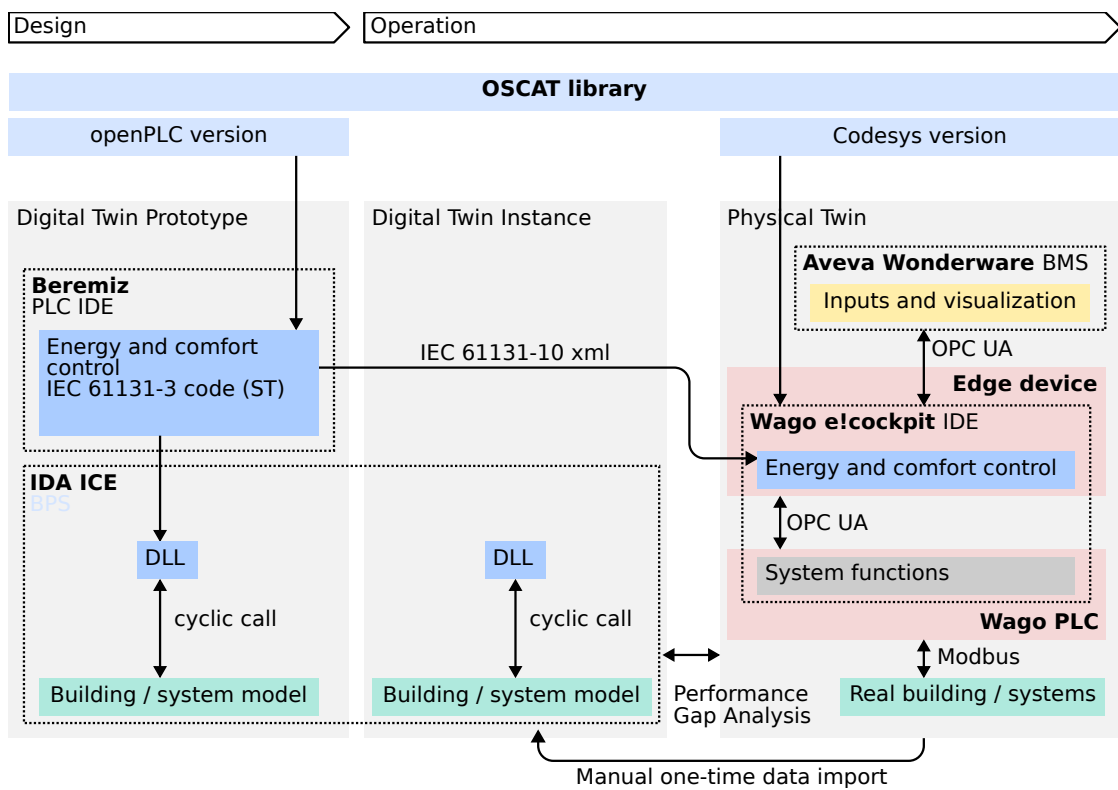 Design
Operation
OSCAT library
openPLC version
Codesys version
Digital Twin Prototype
Digital Twin Instance
Physical Twin
Beremiz
PLC IDE
Energy and comfort
control
IEC 61131-3 code (ST)
IEC 61131-10 xml
Aveva Wonderware BMS
Inputs and visualization
OPC UA
Edge device
Wago e!cockpit IDE
Energy and comfort control
OPC UA
System functions
Wago PLC
Modbus
Real building / systems
IDA ICE
BPS
DLL
cyclic call
Building / system model
DLL
cyclic call
Building / system model
Performance
Gap Analysis
Manual one-time data import